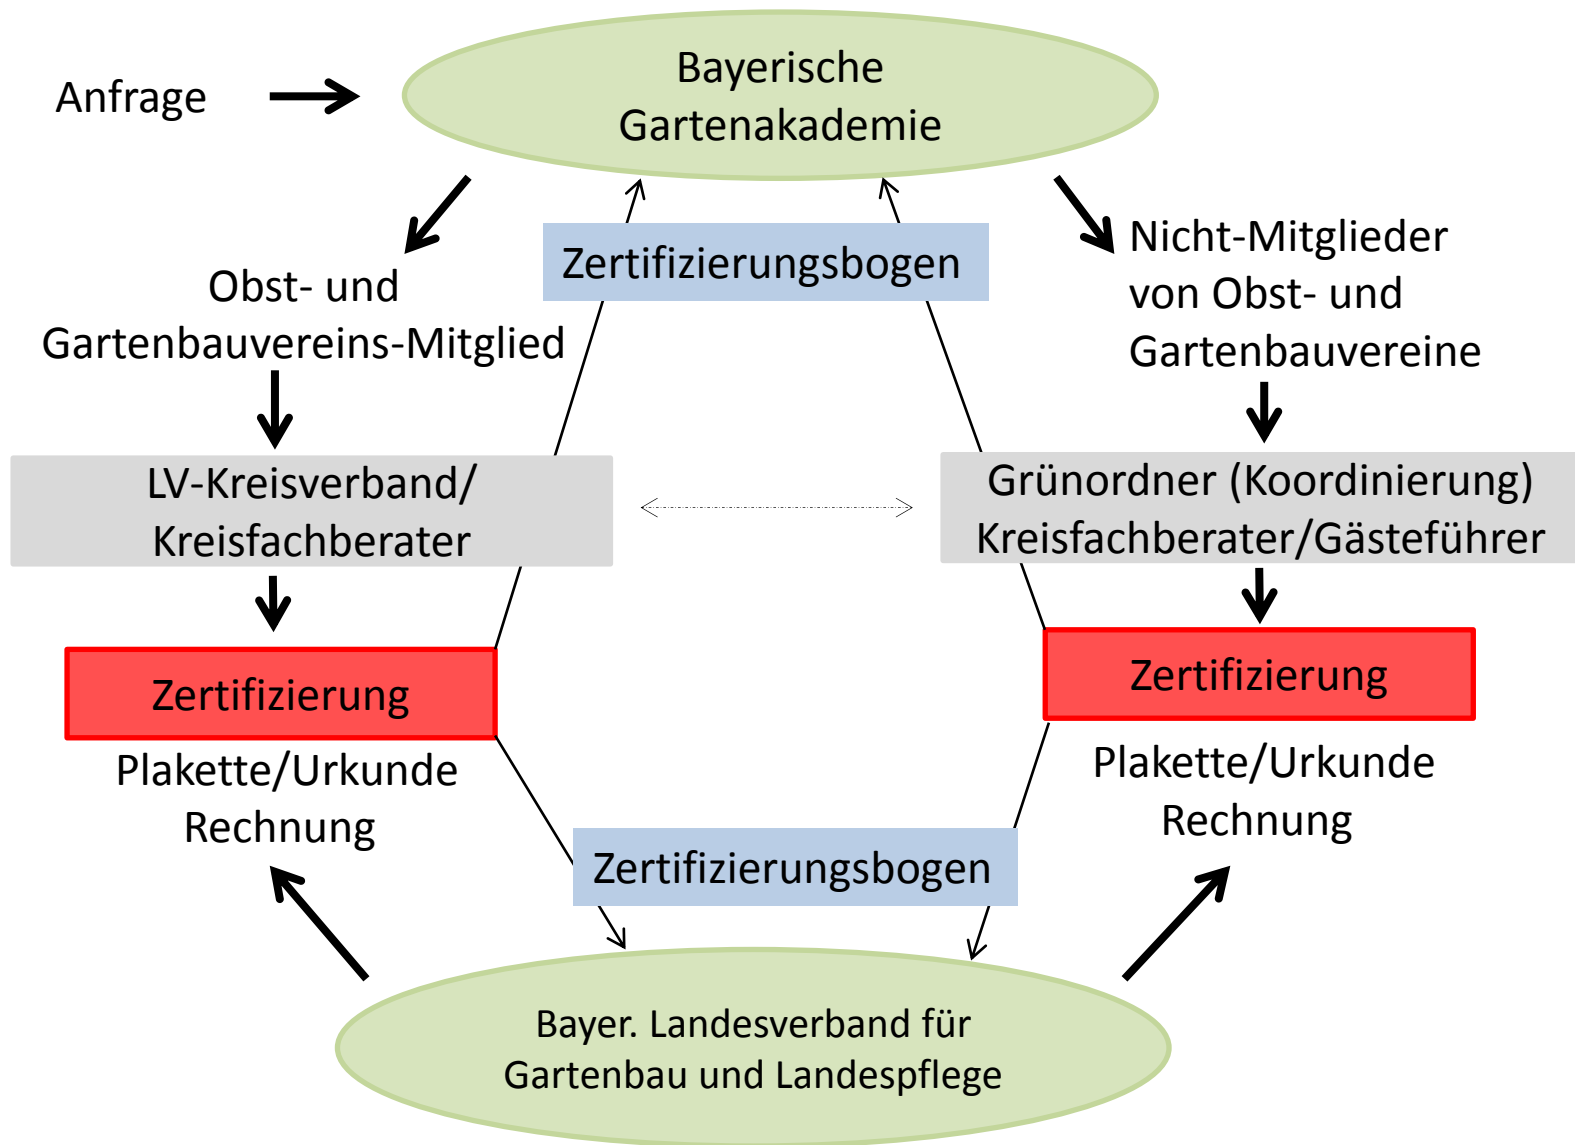 Anfrage
Bayerische
Gartenakademie
Zertifizierungsbogen
Obst- und
Gartenbauvereins-Mitglied
Nicht-Mitglieder
von Obst- und
Gartenbauvereine
LV-Kreisverband/
Kreisfachberater
Grünordner (Koordinierung)
Kreisfachberater/Gästeführer
Zertifizierung
Plakette/Urkunde
Rechnung
Zertifizierung
Plakette/Urkunde
Rechnung
Zertifizierungsbogen
Bayer. Landesverband für
Gartenbau und Landespflege